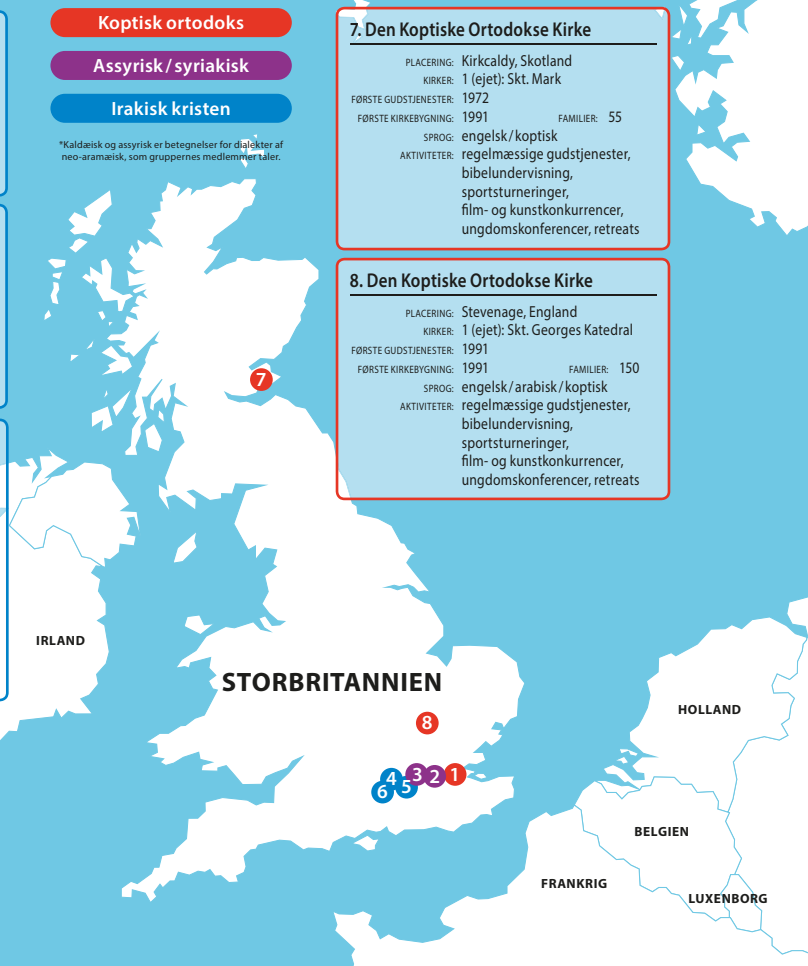 Koptisk ortodoks
Assyrisk/syriakisk
Irakisk kristen
*Kaldæisk og assyrisk er betegnelser for dialekter af
neo-aramæisk, som gruppernes medlemmer taler.
7. Den Koptiske Ortodokse Kirke
PLACERING: Kirkcaldy, Skotland
KIRKER: 1 (ejet): Skt. Mark
FØRSTE GUDSTJENESTER: 1972
FØRSTE KIRKEBYGNING: 1991 FAMILIER: 55
SPROG: engelsk/koptisk
AKTIVITETER: regelmæssige gudstjenester,
bibelundervisning,
sportsturneringer,
film- og kunstkonkurrencer,
ungdomskonferencer, retreats
8. Den Koptiske Ortodokse Kirke
PLACERING: Stevenage, England
KIRKER: 1 (ejet): Skt. Georges Katedral
FØRSTE GUDSTJENESTER: 1991
FØRSTE KIRKEBYGNING: 1991 FAMILIER: 150
SPROG: engelsk/arabisk/koptisk
AKTIVITETER: regelmæssige gudstjenester,
bibelundervisning,
sportsturneringer,
film- og kunstkonkurrencer,
ungdomskonferencer, retreats
7
IRLAND
STORBRITANNIEN
HOLLAND
8
4 3 2 1
6 5
BELGIEN
FRANKRIG
LUXENBORG